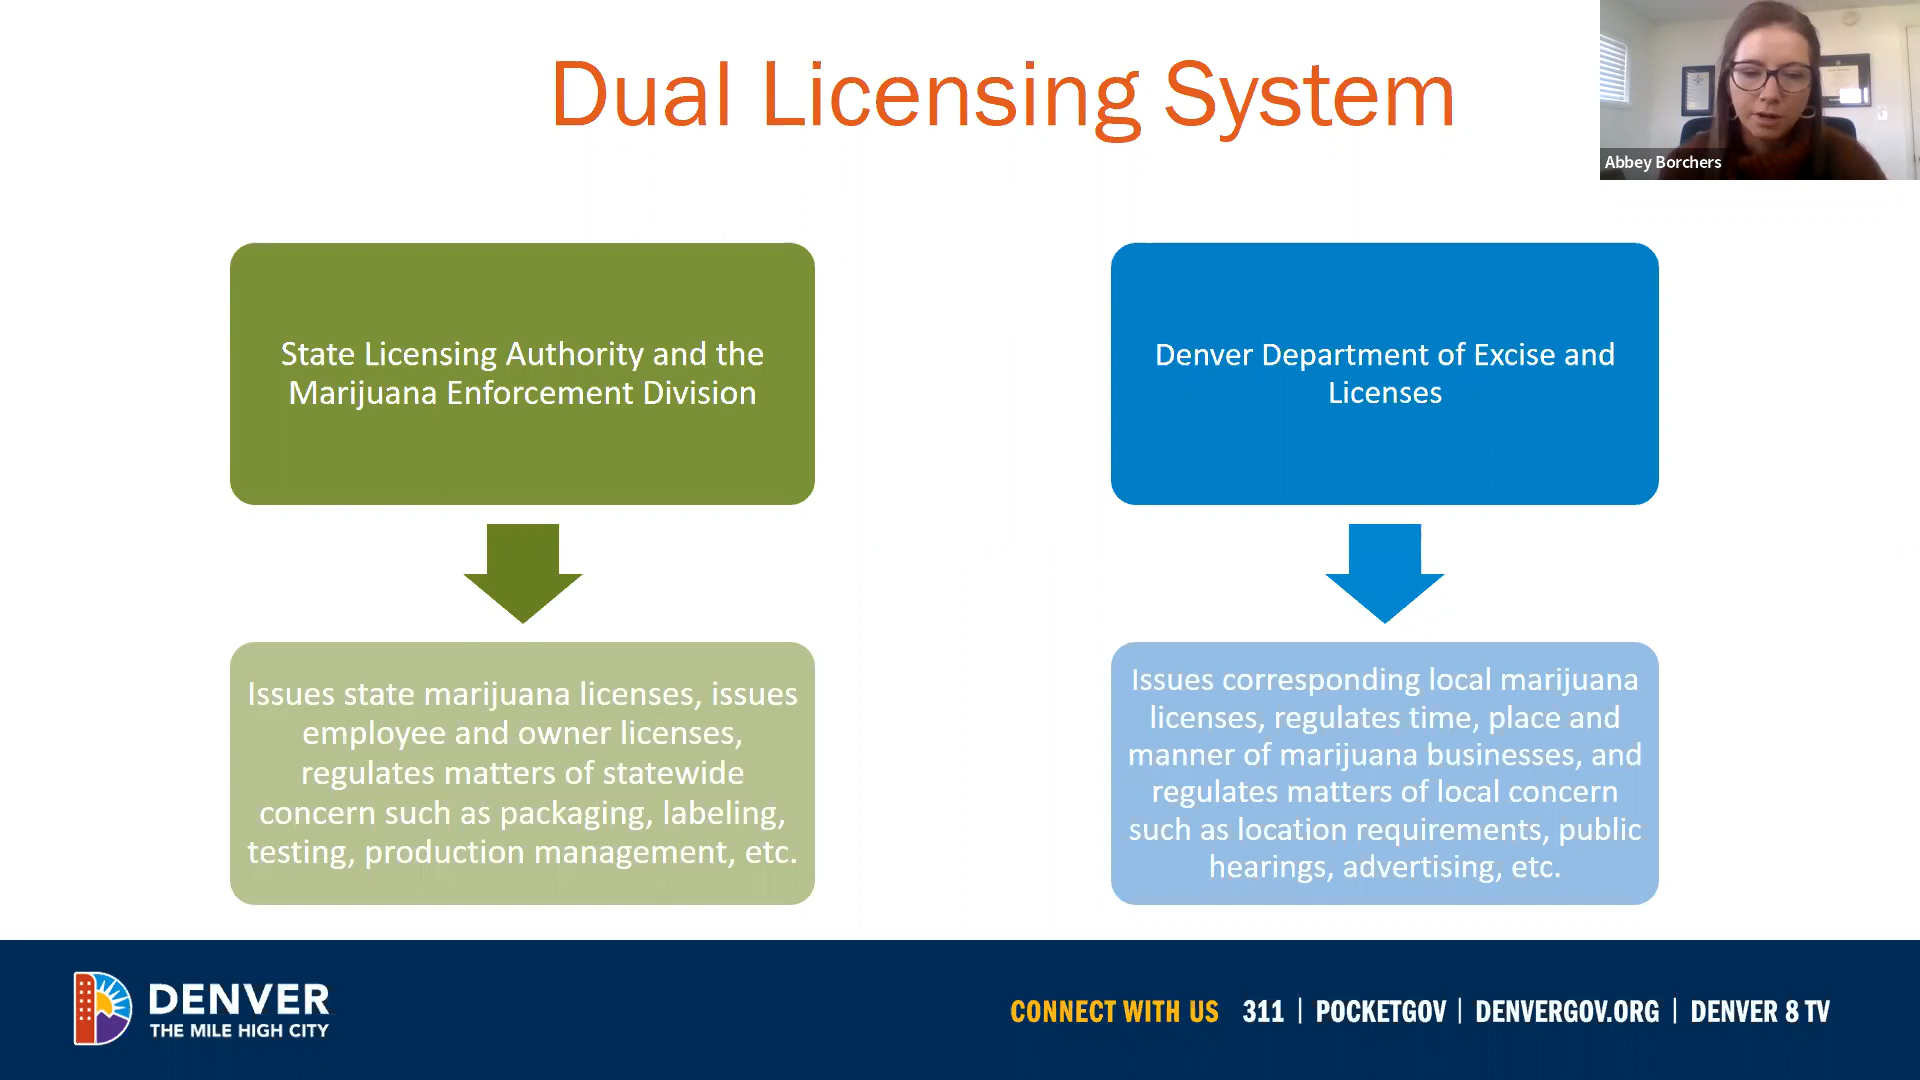 Dual Licensing System
Abbey Borchers
State Licensing Authority and the
Marijuana Enforcement Division
Denver Department of Excise and
Licenses
Issues state marijuana licenses, issues
employee and owner licenses,
regulates matters of statewide
concern such as packaging, labeling,
testing, production management, etc.
Issues corresponding local marijuana
licenses, regulates time, place and
manner of marijuana businesses, and
regulates matters of local concern
such as location requirements, public
hearings, advertising, etc.
DENVER
THE MILE HIGH CITY
CONNECT WITH US 311 | POCKETGOV | DENVERGOV.ORG | DENVER 8 TV